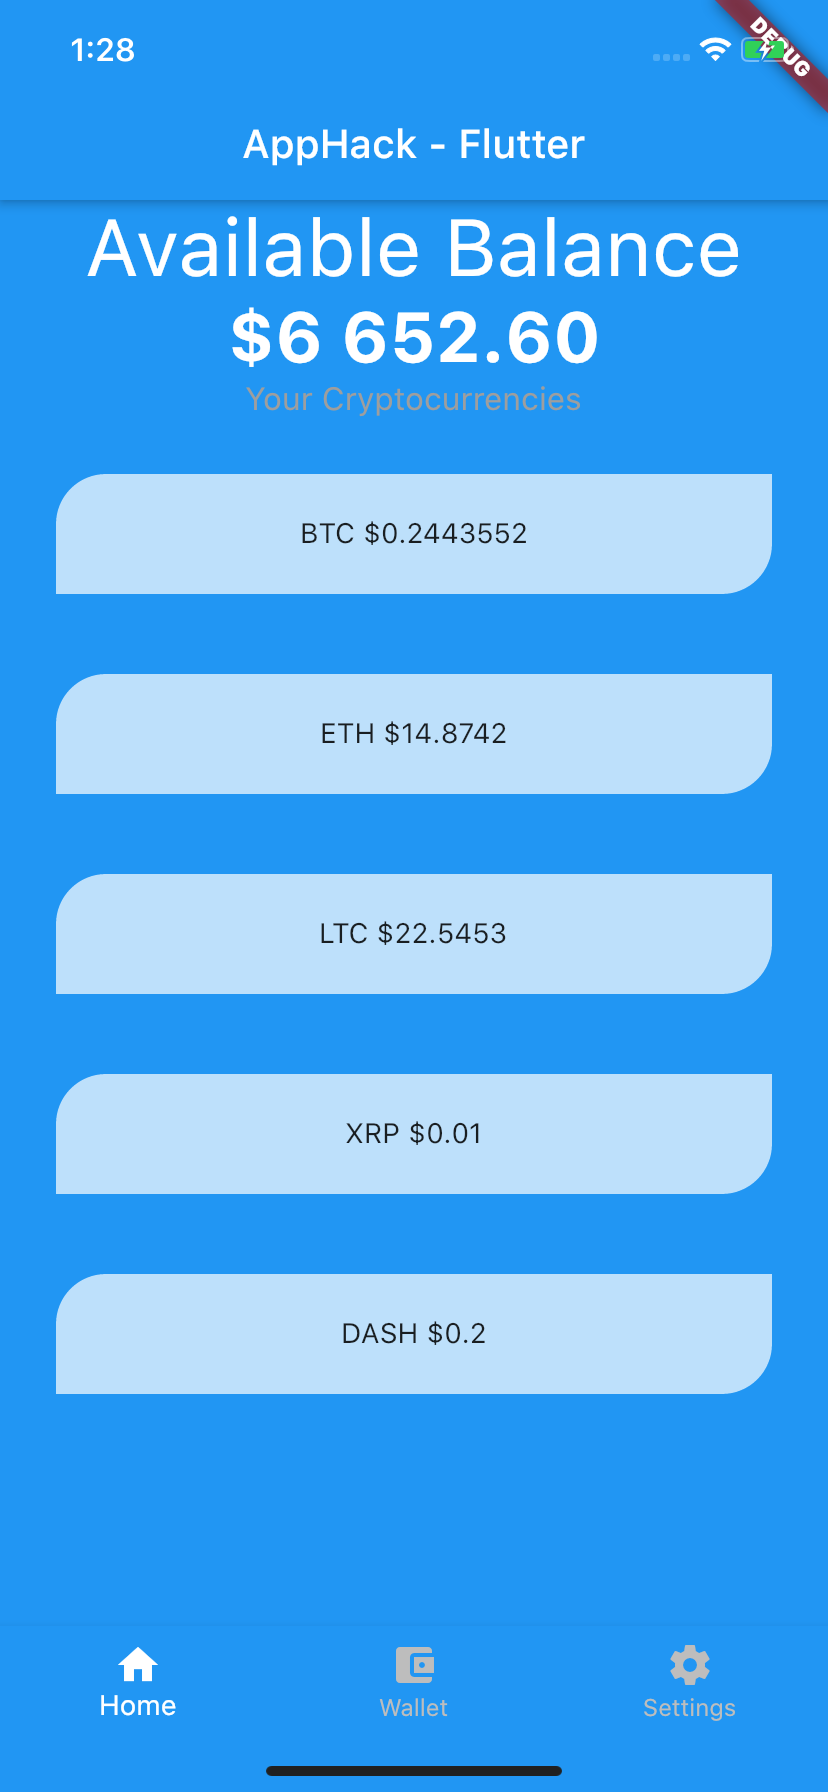 1:28
DEBUG
AppHack - Flutter
Available Balance
$6 652.60
Your Cryptocurrencies
BTC $0.2443552
ETH $14.8742
LTC $22.5453
XRP $0.01
DASH $0.2
Home
Wallet
Settings